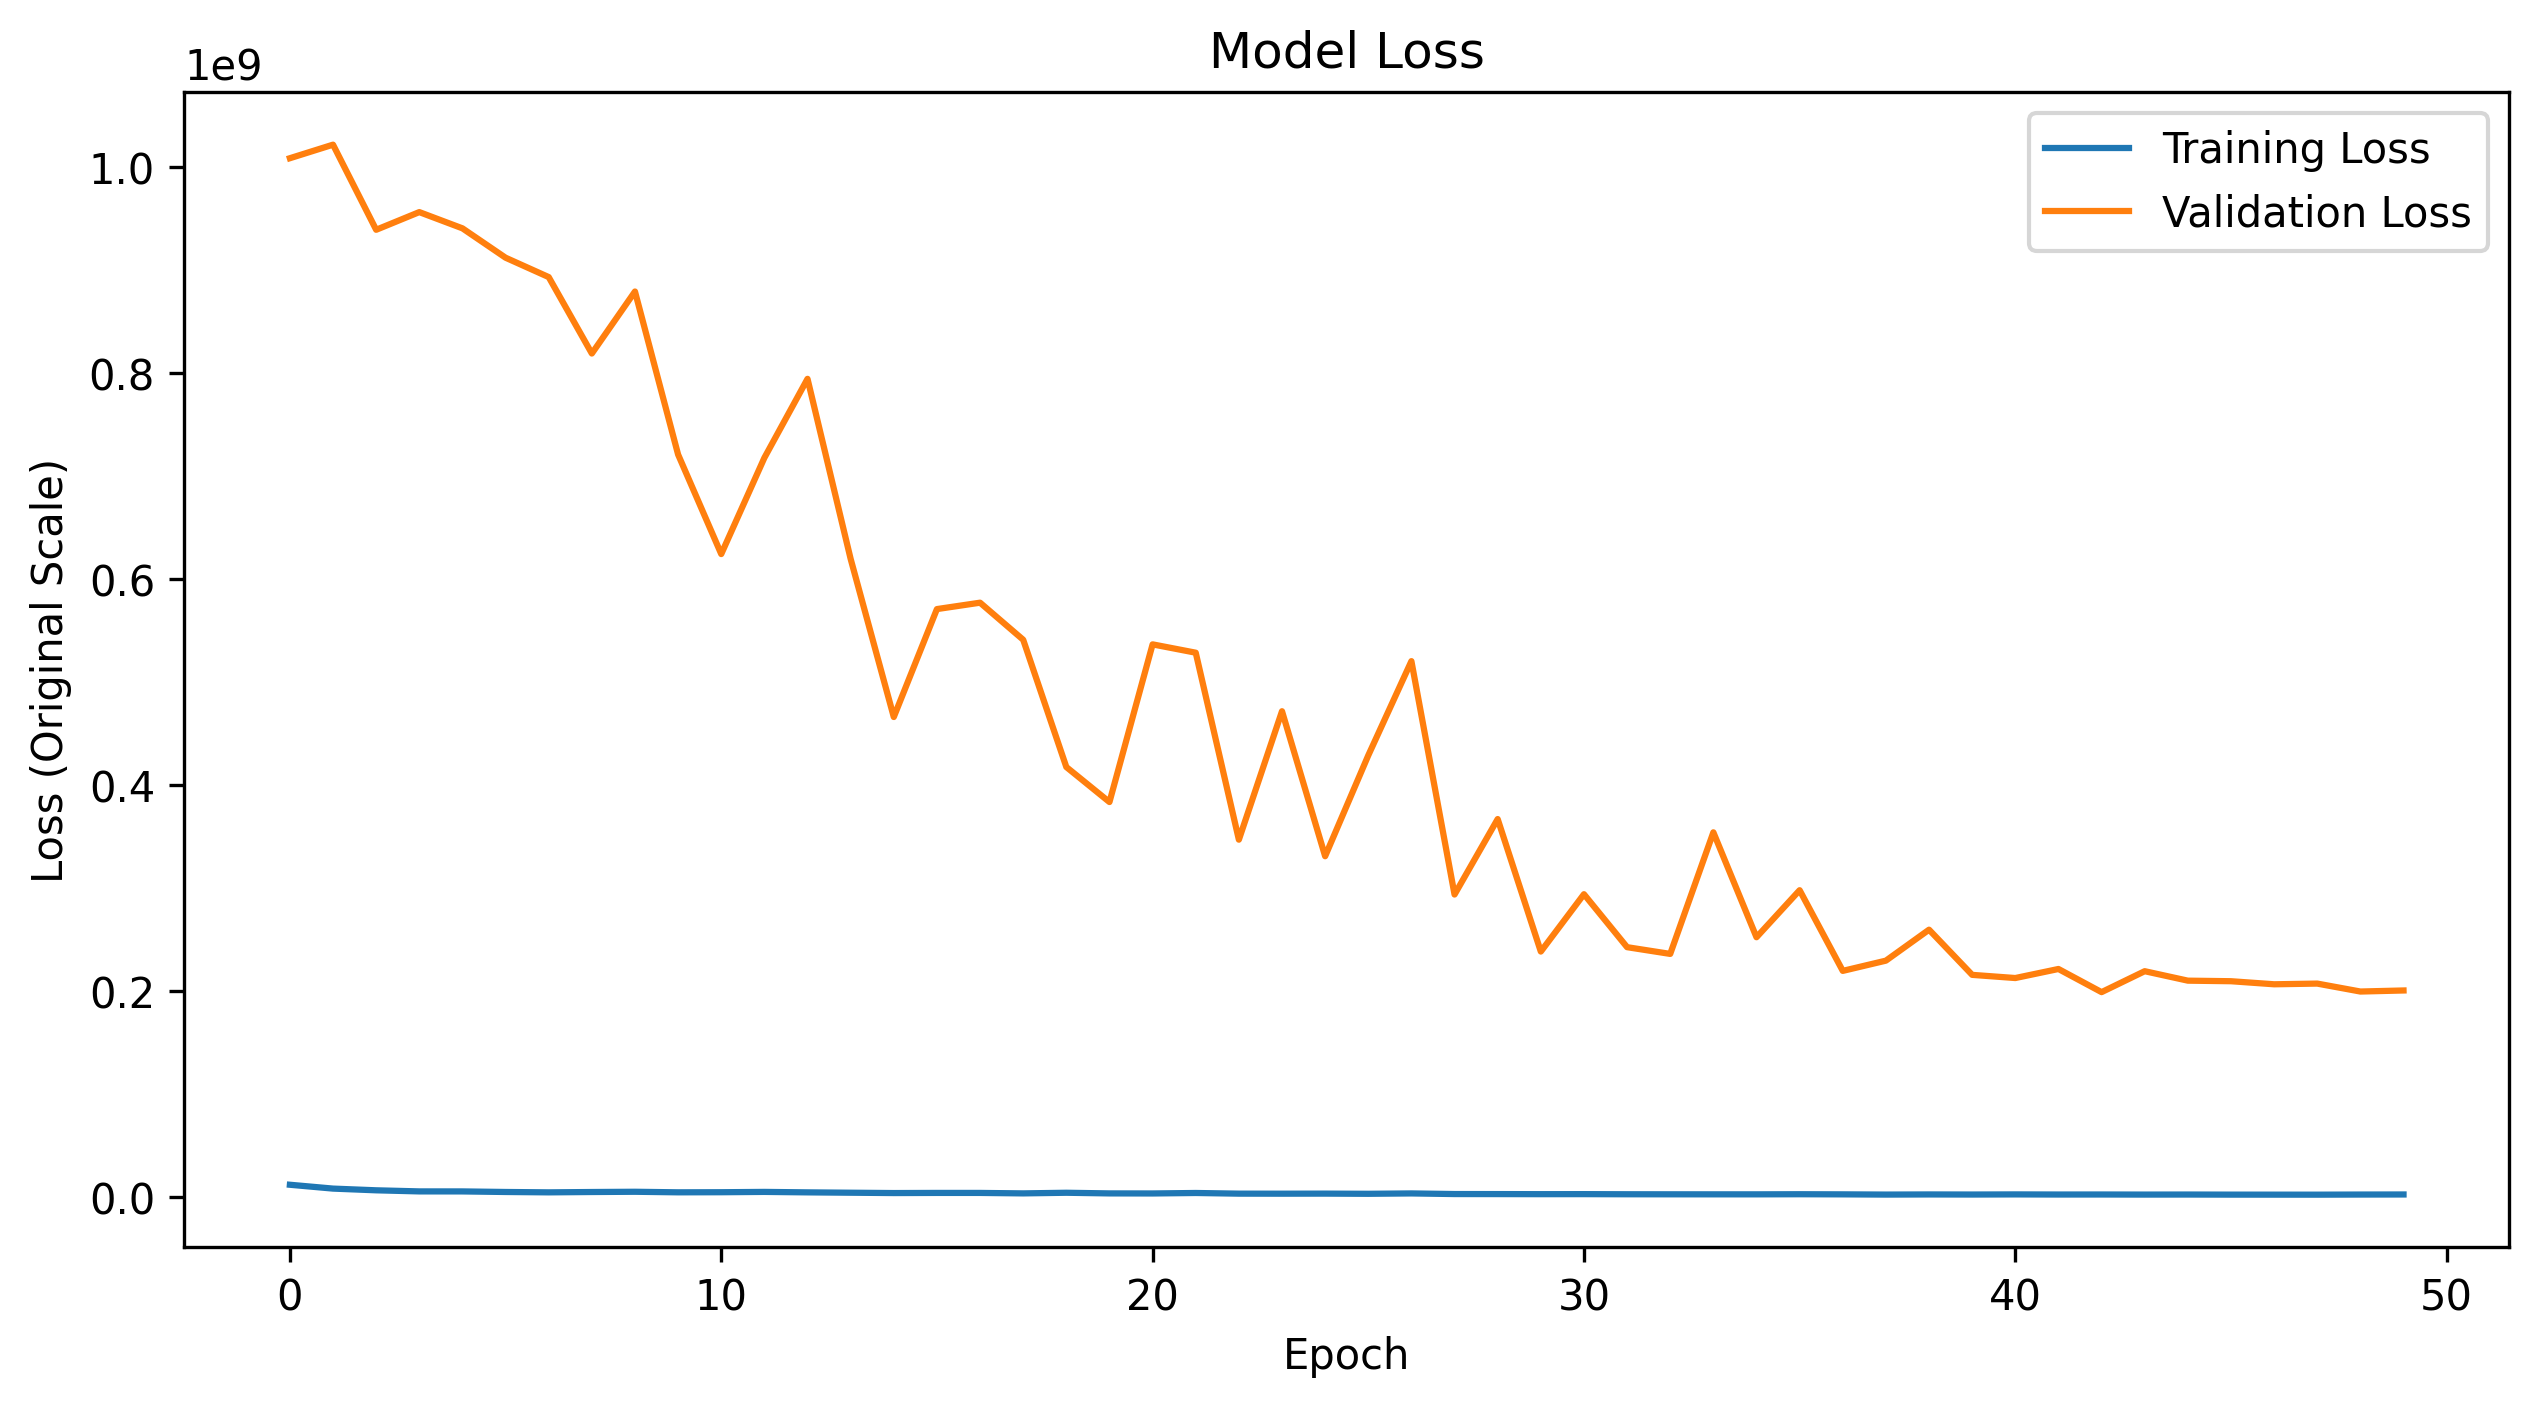 Model Loss
1e9
Training Loss
Validation Loss
1.0
0.8
0.6
0.4
0.2
0.0
Loss (Original Scale)
0 10 20 30 40 50
Epoch